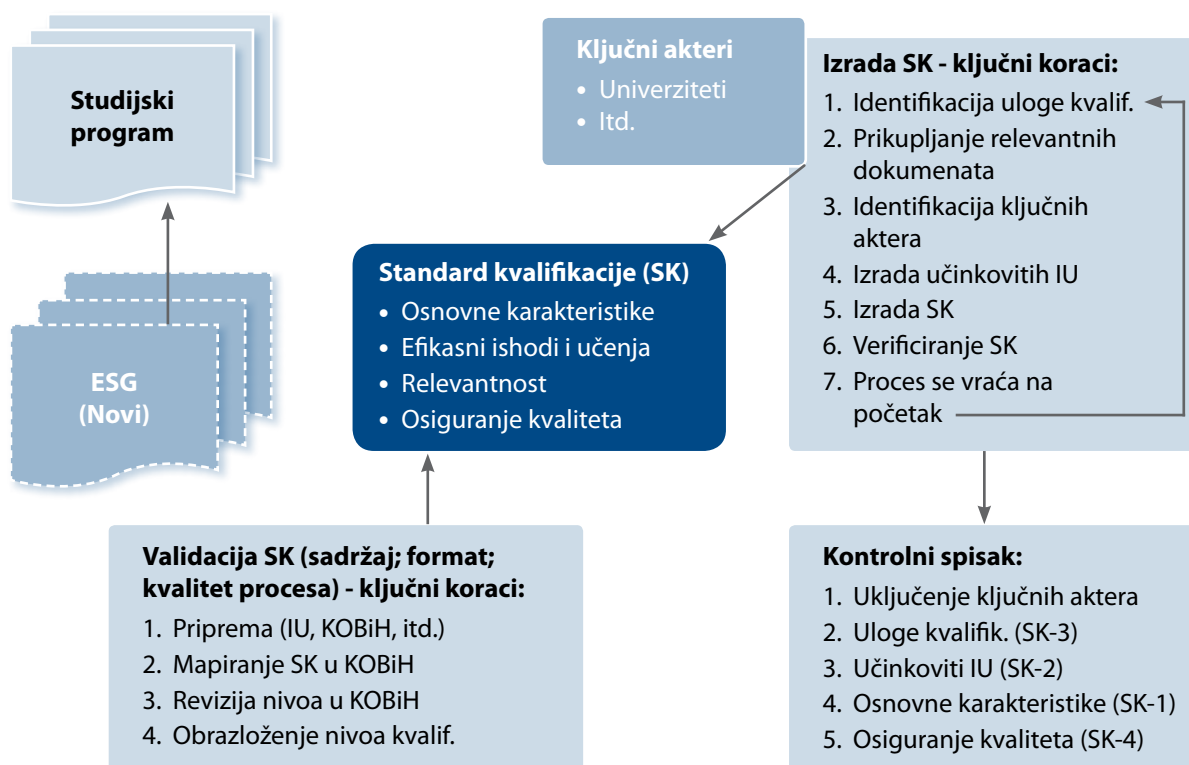 Studijski
program
ESG
(Novi)
Ključni akteri
• Univerziteti
• Itd.
Standard kvalifikacije (SK)
• Osnovne karakteristike
• Efikasni ishodi i učenja
• Relevantnost
• Osiguranje kvaliteta
Izrada SK - ključni koraci:
1. Identifikacija uloge kvalif.
2. Prikupljanje relevantnih
dokumenata
3. Identifikacija ključnih
aktera
4. Izrada učinkovitih IU
5. Izrada SK
6. Verificiranje SK
7. Proces se vraća na
početak
Validacija SK (sadržaj; format;
kvalitet procesa) - ključni koraci:
1. Priprema (IU, KOBiH, itd.)
2. Mapiranje SK u KOBiH
3. Revizija nivoa u KOBiH
4. Obrazloženje nivoa kvalif.
Kontrolni spisak:
1. Uključenje ključnih aktera
2. Uloge kvalifik. (SK-3)
3. Učinkoviti IU (SK-2)
4. Osnovne karakteristike (SK-1)
5. Osiguranje kvaliteta (SK-4)